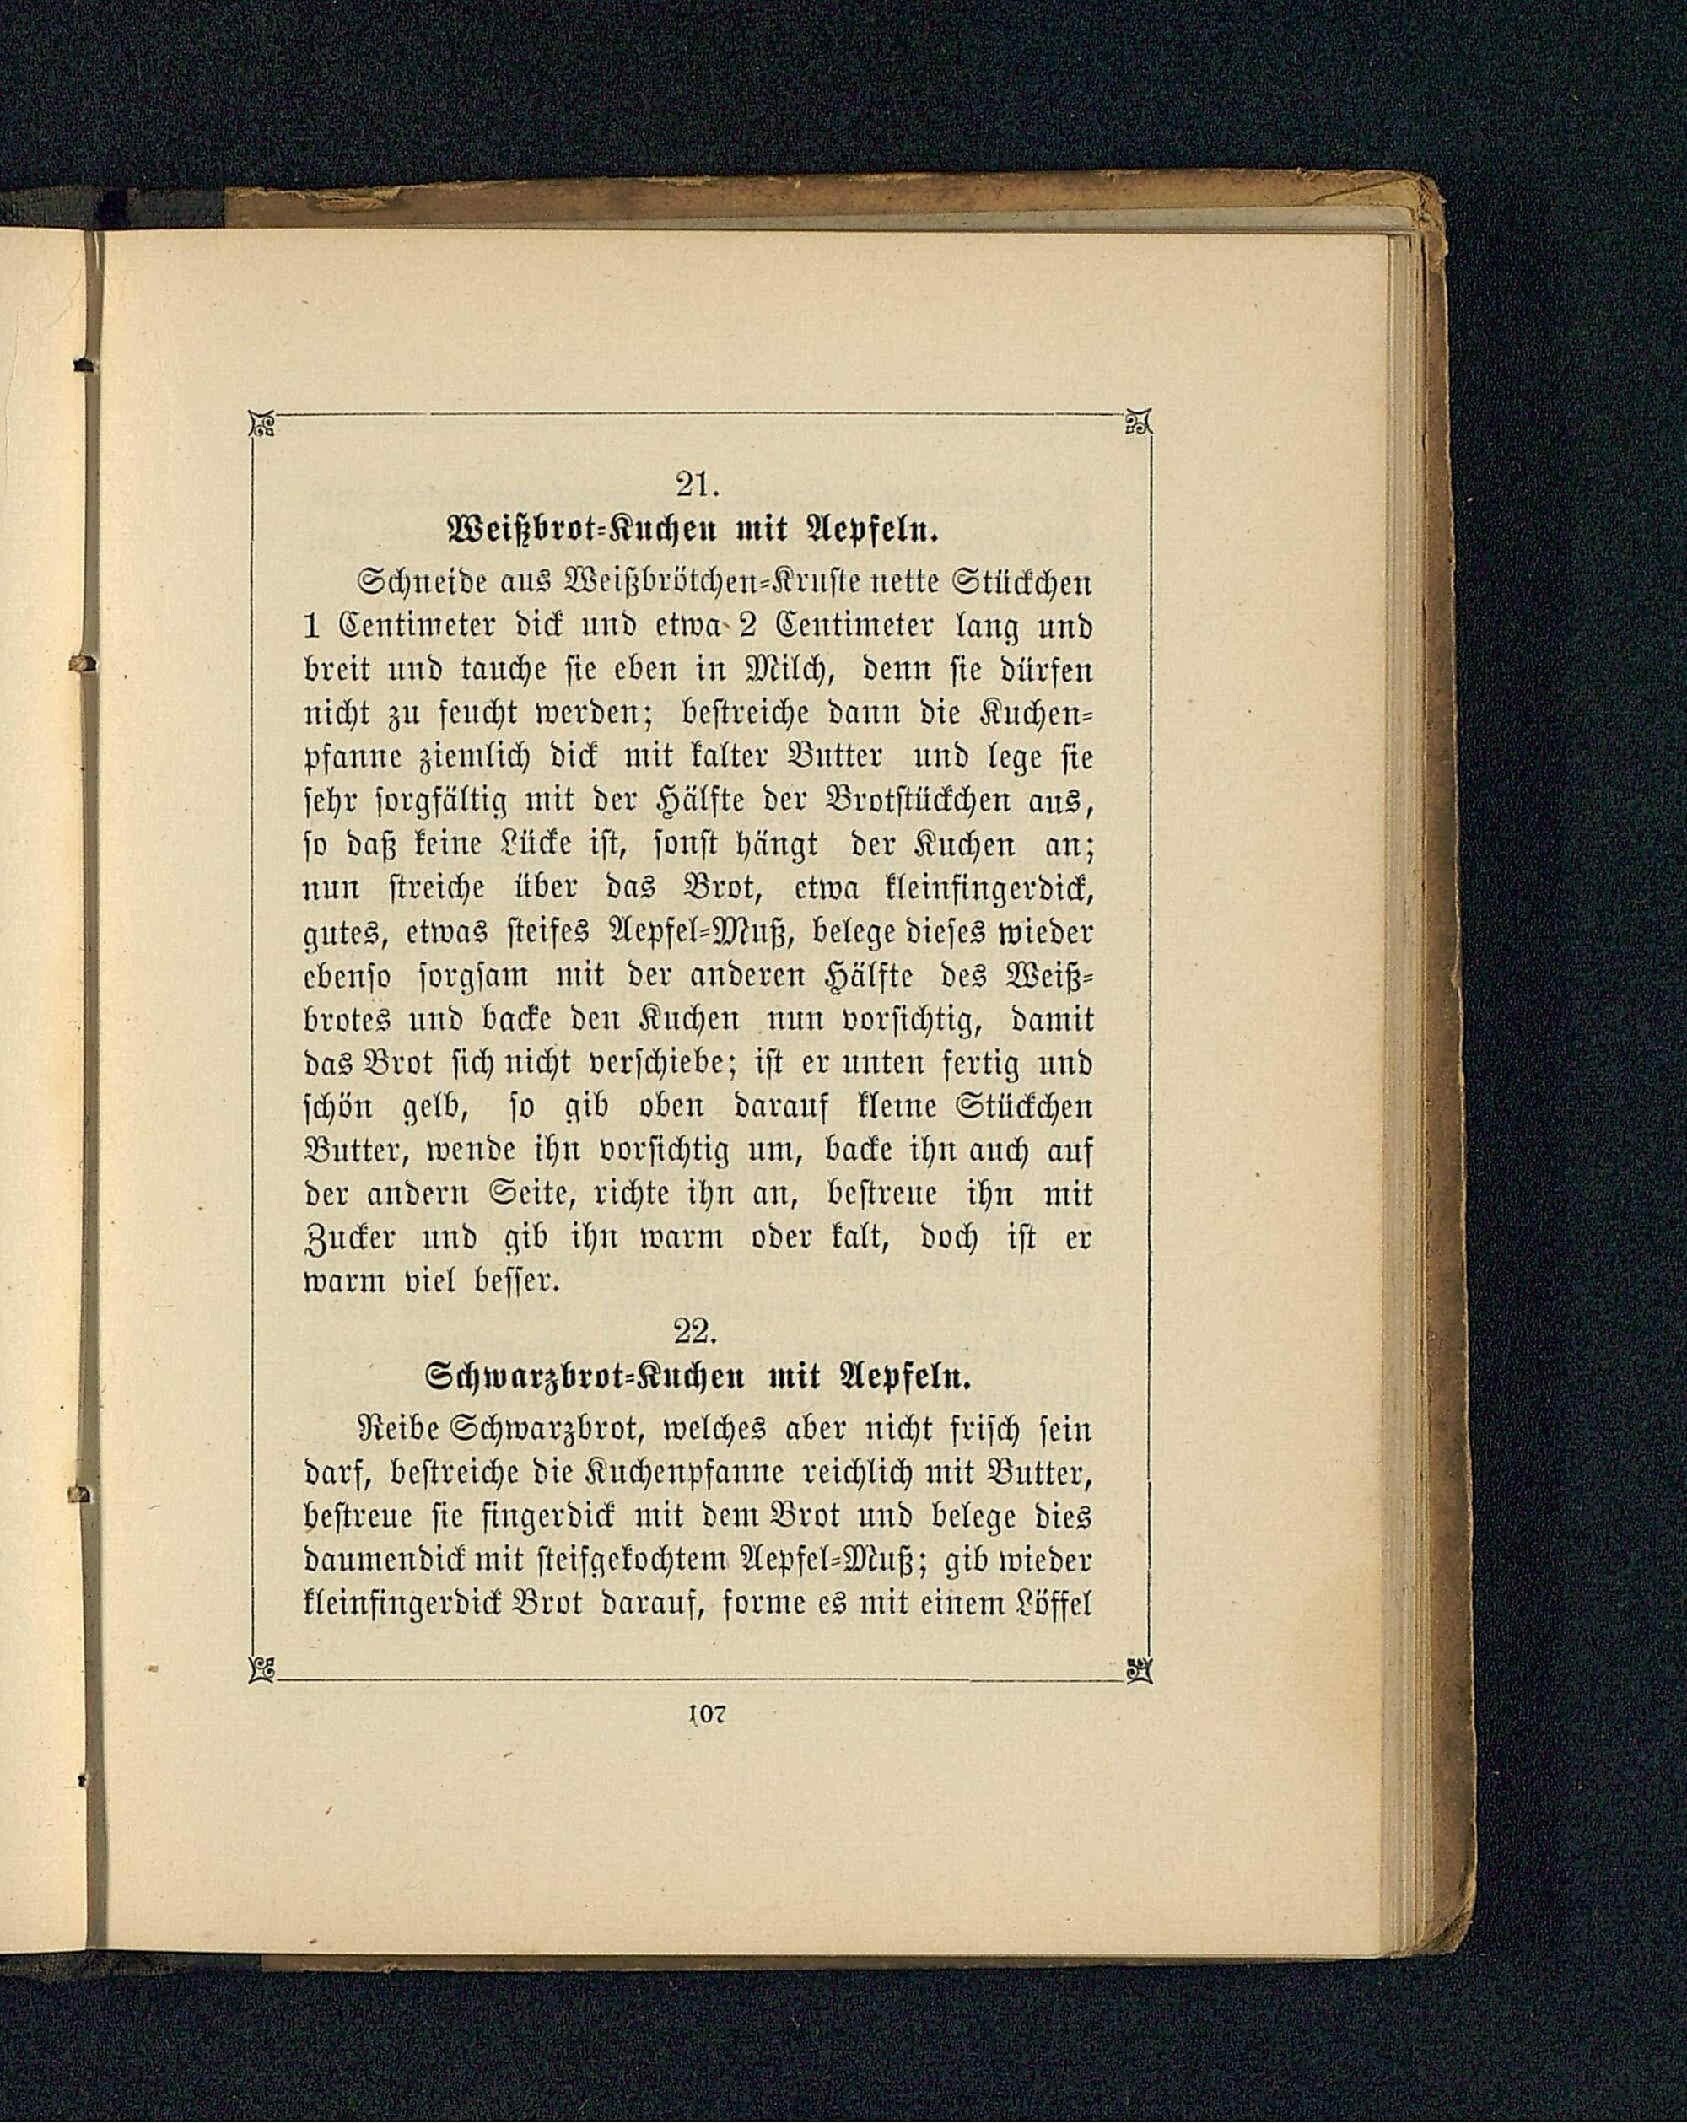 21.
Weißbrot-Kuchen mit Aepfeln.
Schneide aus Weißbrötchen-Kruste nette Stückchen
1 Centimeter dick und etwa 2 Centimeter lang und
breit und tauche sie eben in Milch, denn sie dürfen
nicht zu feucht werden; bestreiche dann die Kuchen-
pfanne ziemlich dick mit kalter Butter und lege sie
sehr sorgfältig mit der Hälfte der Brotstückchen aus,
so daß keine Lücke ist, sonst hängt der Kuchen an;
nun streiche über das Brot, etwa kleinfingerdick,
gutes, etwas steifes Aepfel-Muß, belege dieses wieder
ebenso sorgsam mit der anderen Hälfte des Weiß-
brotes und backe den Kuchen nun vorsichtig, damit
das Brot sich nicht verschiebe; ist er unten fertig und
schön gelb, so gib oben darauf kleine Stückchen
Butter, wende ihn vorsichtig um, backe ihn auch auf
der andern Seite, richte ihn an, bestreue ihn mit
Zucker und gib ihn warm oder kalt, doch ist er
warm viel besser.
22.
Schwarzbrot-Kuchen mit Aepfeln.
Reibe Schwarzbrot, welches aber nicht frisch sein
darf, bestreiche die Kuchenpfanne reichlich mit Butter,
bestreue sie fingerdick mit dem Brot und belege dies
daumendick mit steifgekochtem Aepfel-Muß; gib wieder
kleinfingerdick Brot darauf, forme es mit einem Löffel
107